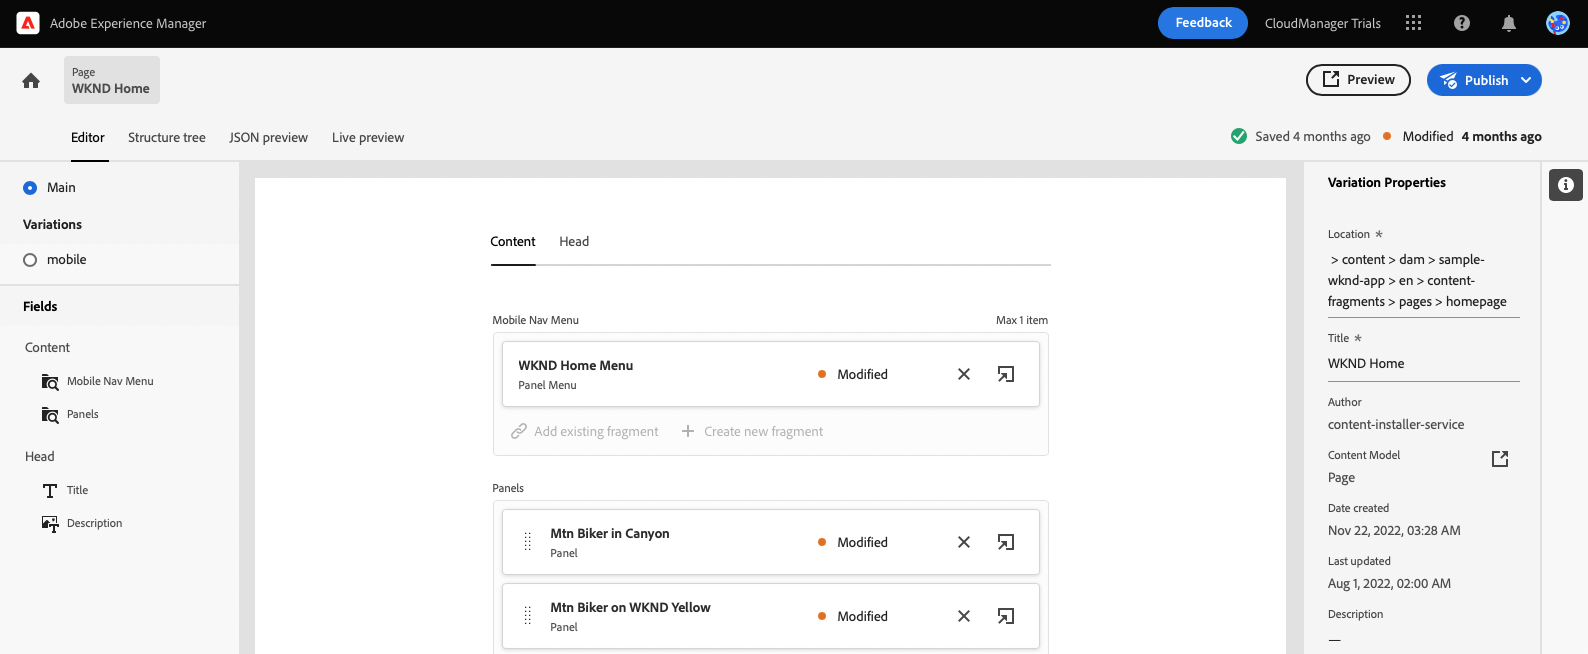 Adobe Experience Manager
Feedback
CloudManager Trials
Page
WKND Home
Preview
Publish
Editor
Structure tree
JSON preview
Live preview
Saved 4 months ago
Modified 4 months ago
Main
Variations
mobile
Fields
Content
Mobile Nav Menu
Panels
Head
Title
Description
Content
Head
Mobile Nav Menu
Max 1 item
WKND Home Menu
Panel Menu
Modified
Add existing fragment
Create new fragment
Panels
Mtn Biker in Canyon
Panel
Modified
Mtn Biker on WKND Yellow
Panel
Modified
Variation Properties
Location *
> content > dam > sample-
wknd-app > en > content-
fragments > pages > homepage
Title *
WKND Home
Author
content-installer-service
Content Model
Page
Date created
Nov 22, 2022, 03:28 AM
Last updated
Aug 1, 2022, 02:00 AM
Description
—